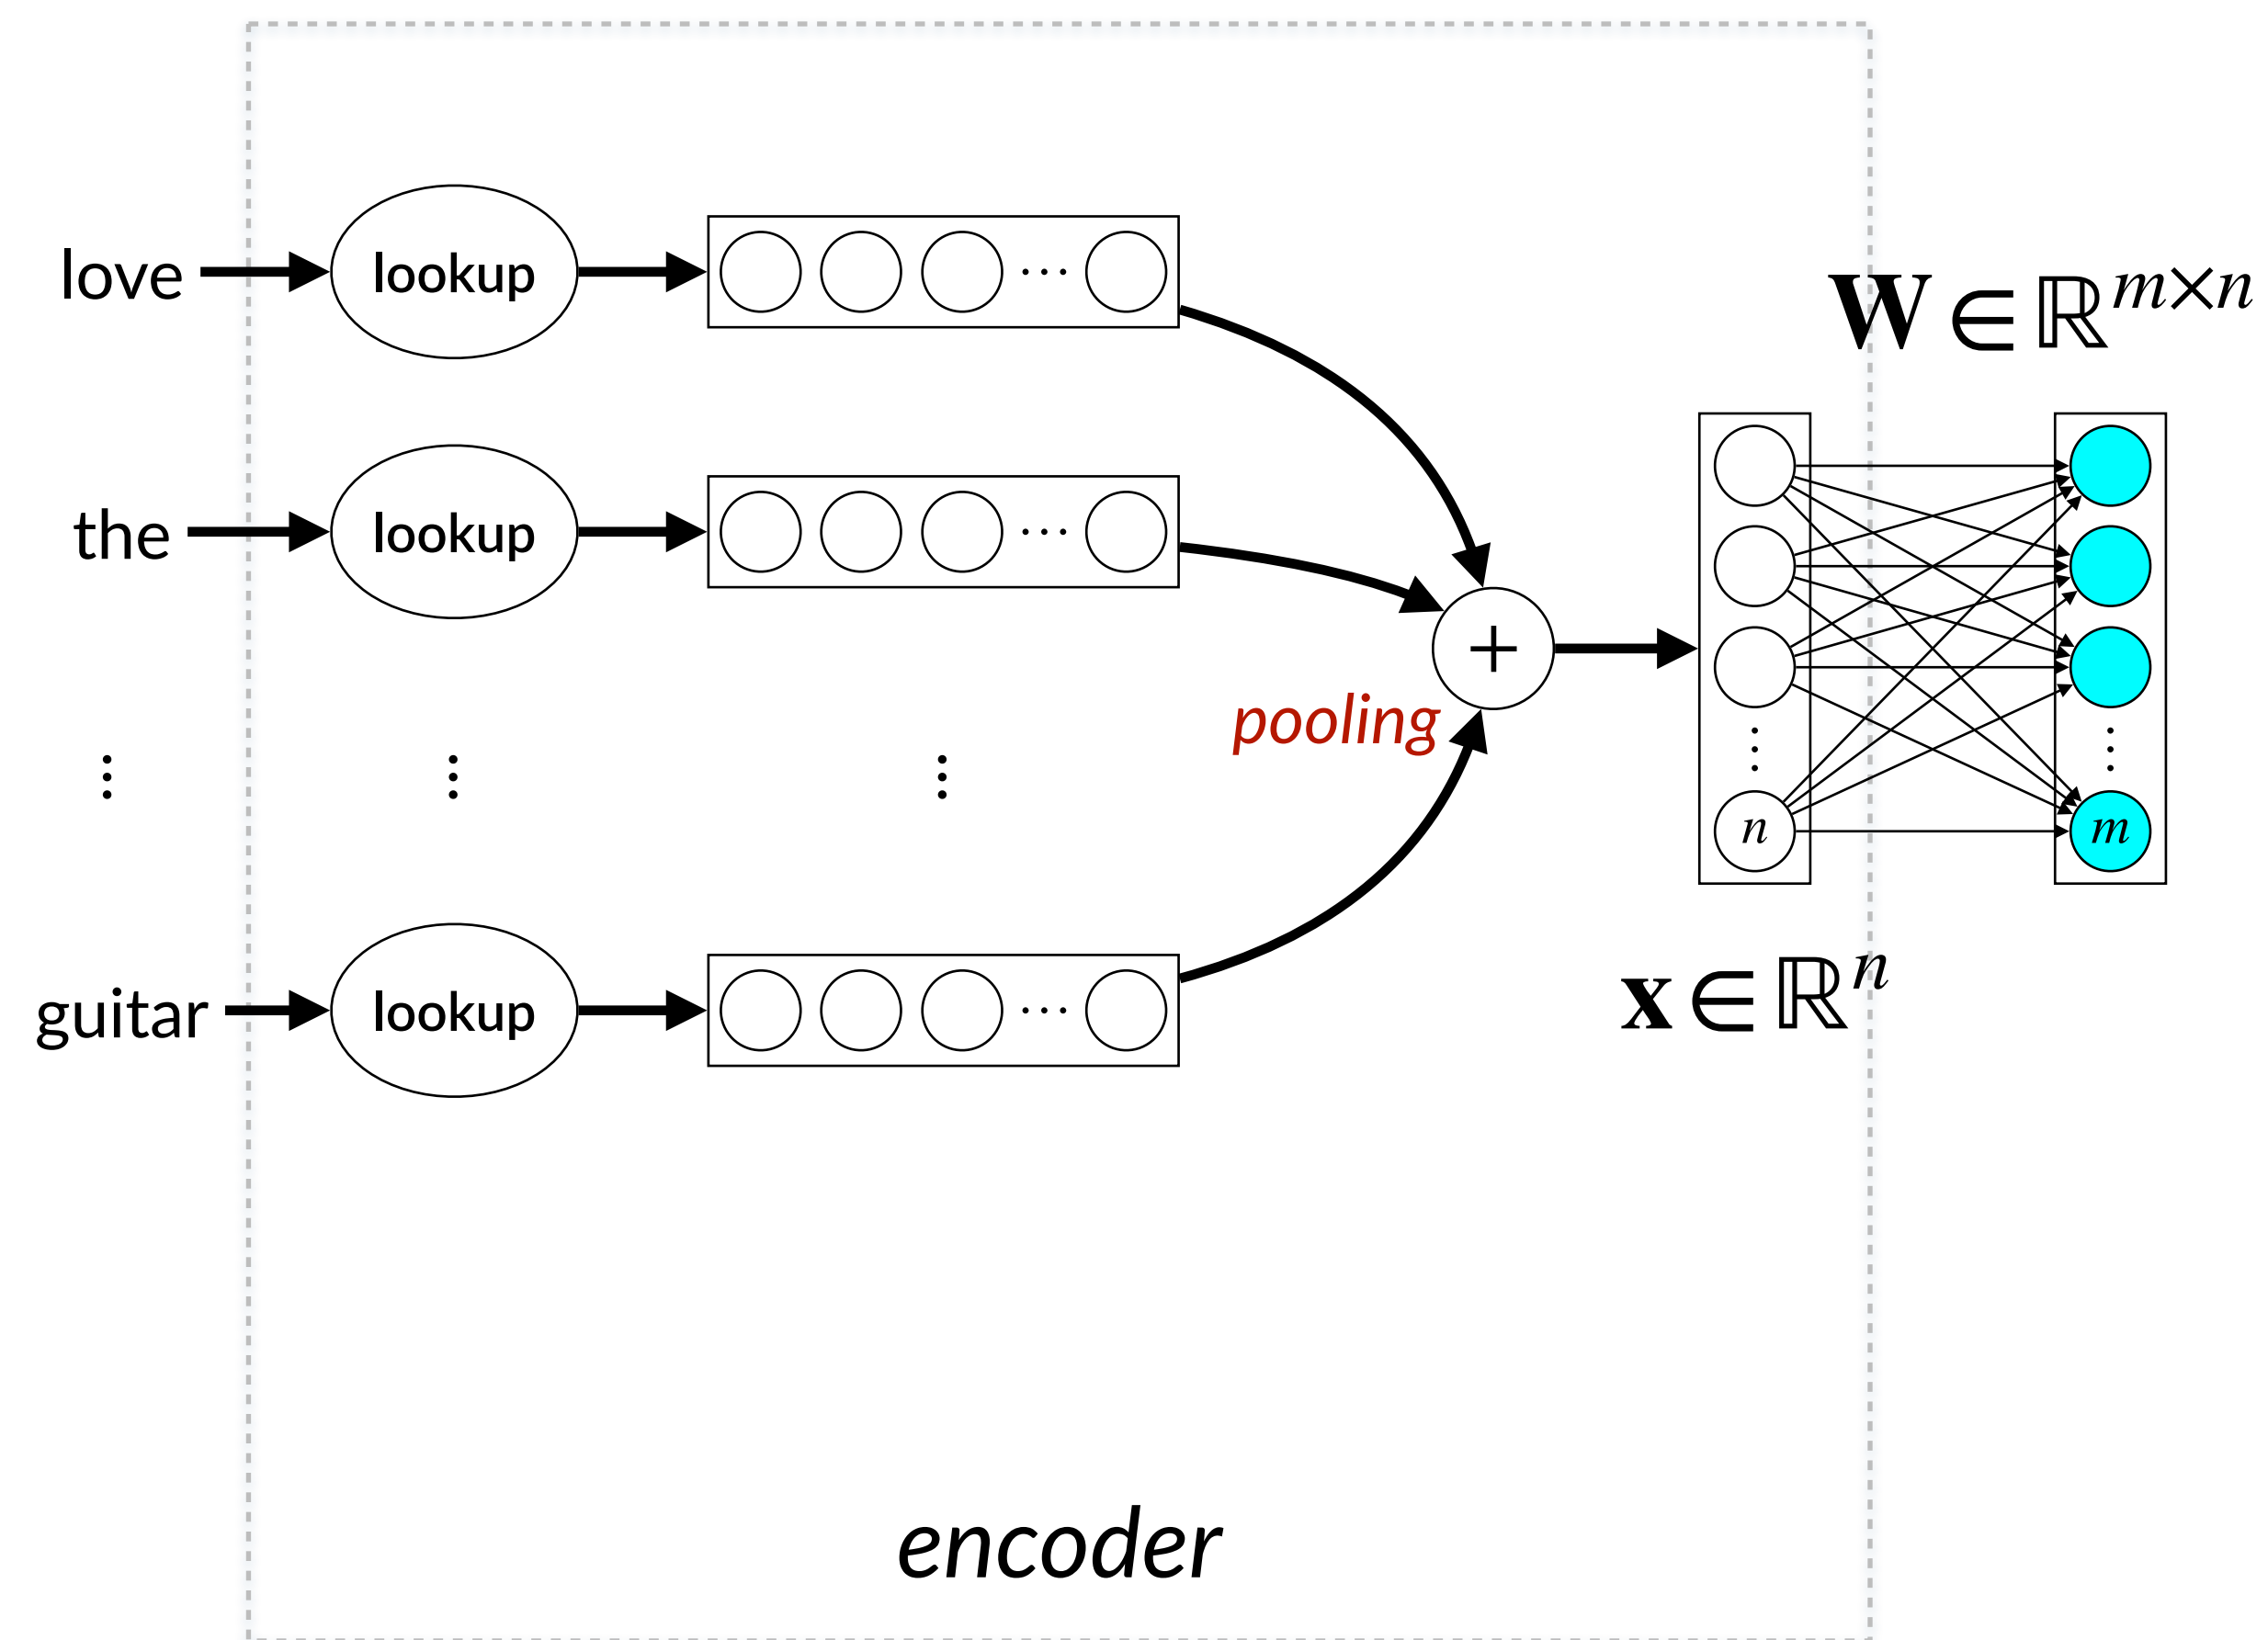 love lookup ...
W ∈ ℝ^{m×n}
the lookup ...
+
pooling
⋮ ⋮ ⋮ ⋮ ⋮
n m
guitar lookup ...
x ∈ ℝ^n
encoder